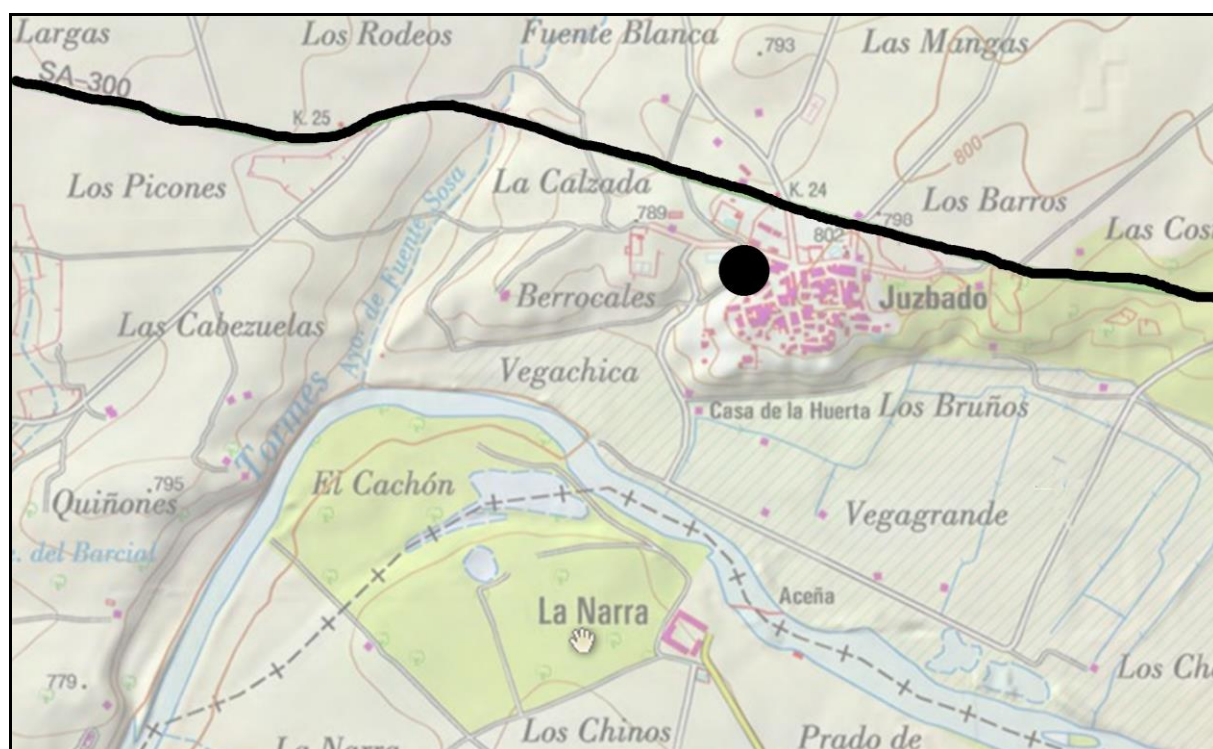 Largas
Los Rodeos
Fuente Blanca
.793
Las Mangas
SA-300
K. 25
800
Los Picones
La Calzada
K. 24
Los Barros
.789
798
802
Las Cos
Ayo. de Fuente Sosa
Berrocales
Juzbado
Las Cabezuelas
Vegachica
Casa de la Huerta
Los Bruños
Tormes
El Cachón
.795
Quiñones
Vegagrande
. del Barcial
Aceña
La Narra
779.
Los Ch
Los Chinos
La Narra
Prado de